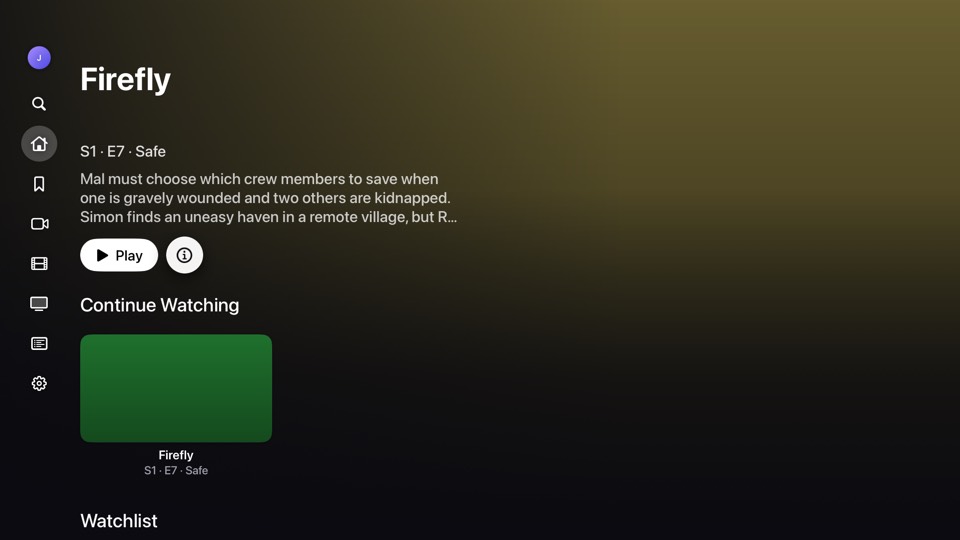 J
Firefly
S1 · E7 · Safe
Mal must choose which crew members to save when
one is gravely wounded and two others are kidnapped.
Simon finds an uneasy haven in a remote village, but R…
Play
Continue Watching
Firefly
S1 · E7 · Safe
Watchlist